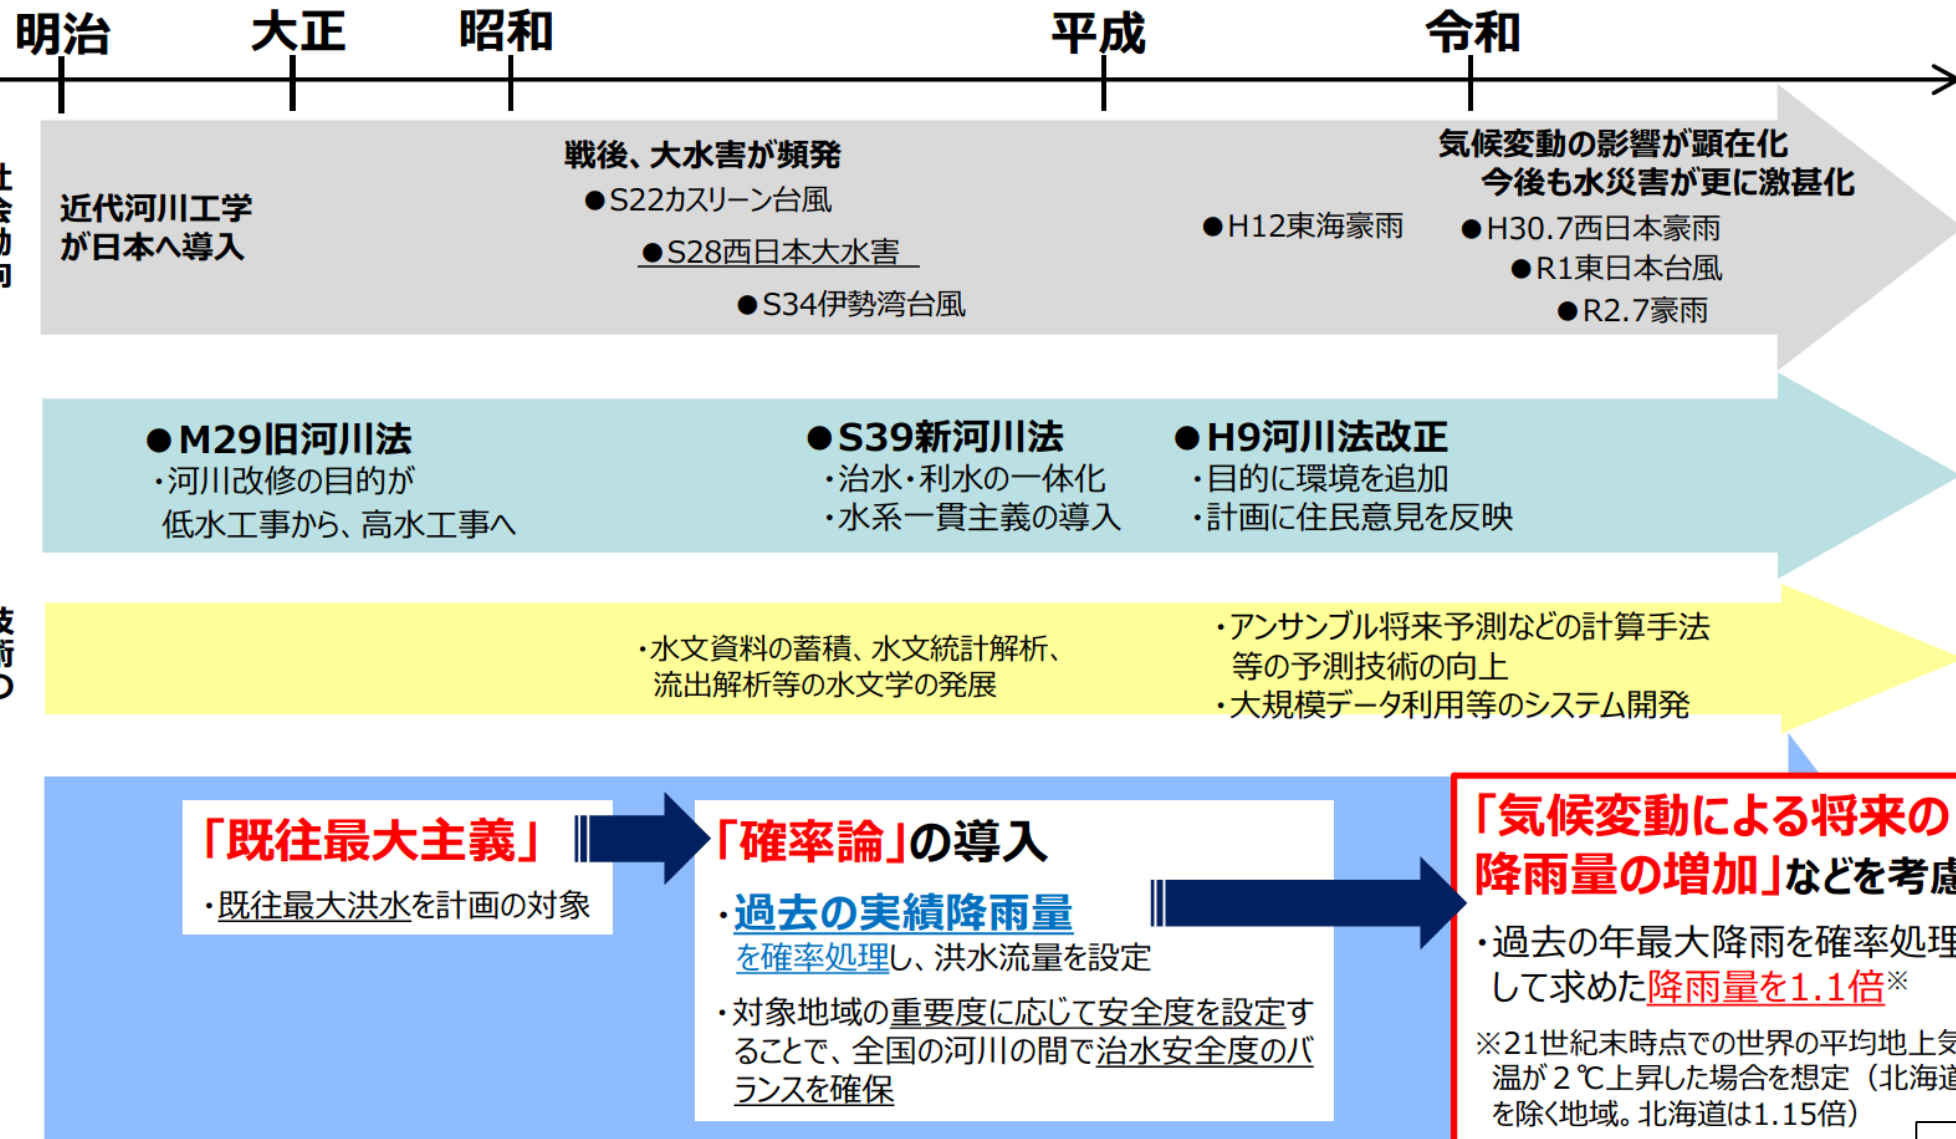 明治
大正
昭和
平成
令和
社会動向
近代河川工学
が日本へ導入
戦後、大水害が頻発
●S22カスリーン台風
●S28西日本大水害
●S34伊勢湾台風
●H12東海豪雨
気候変動の影響が顕在化
今後も水災害が更に激甚化
●H30.7西日本豪雨
●R1東日本台風
●R2.7豪雨
●M29旧河川法
・河川改修の目的が
低水工事から、高水工事へ
●S39新河川法
・治水・利水の一体化
・水系一貫主義の導入
●H9河川法改正
・目的に環境を追加
・計画に住民意見を反映
技術の
・水文資料の蓄積、水文統計解析、
流出解析等の水文学の発展
・アンサンブル将来予測などの計算手法
等の予測技術の向上
・大規模データ利用等のシステム開発
「既往最大主義」
・既往最大洪水を計画の対象
「確率論」の導入
・過去の実績降雨量
を確率処理し、洪水流量を設定
・対象地域の重要度に応じて安全度を設定す
ることで、全国の河川の間で治水安全度のバ
ランスを確保
「気候変動による将来の
降雨量の増加」などを考慮
・過去の年最大降雨を確率処理
して求めた降雨量を1.1倍※
※21世紀末時点での世界の平均地上気
温が2℃上昇した場合を想定（北海道
を除く地域。北海道は1.15倍）